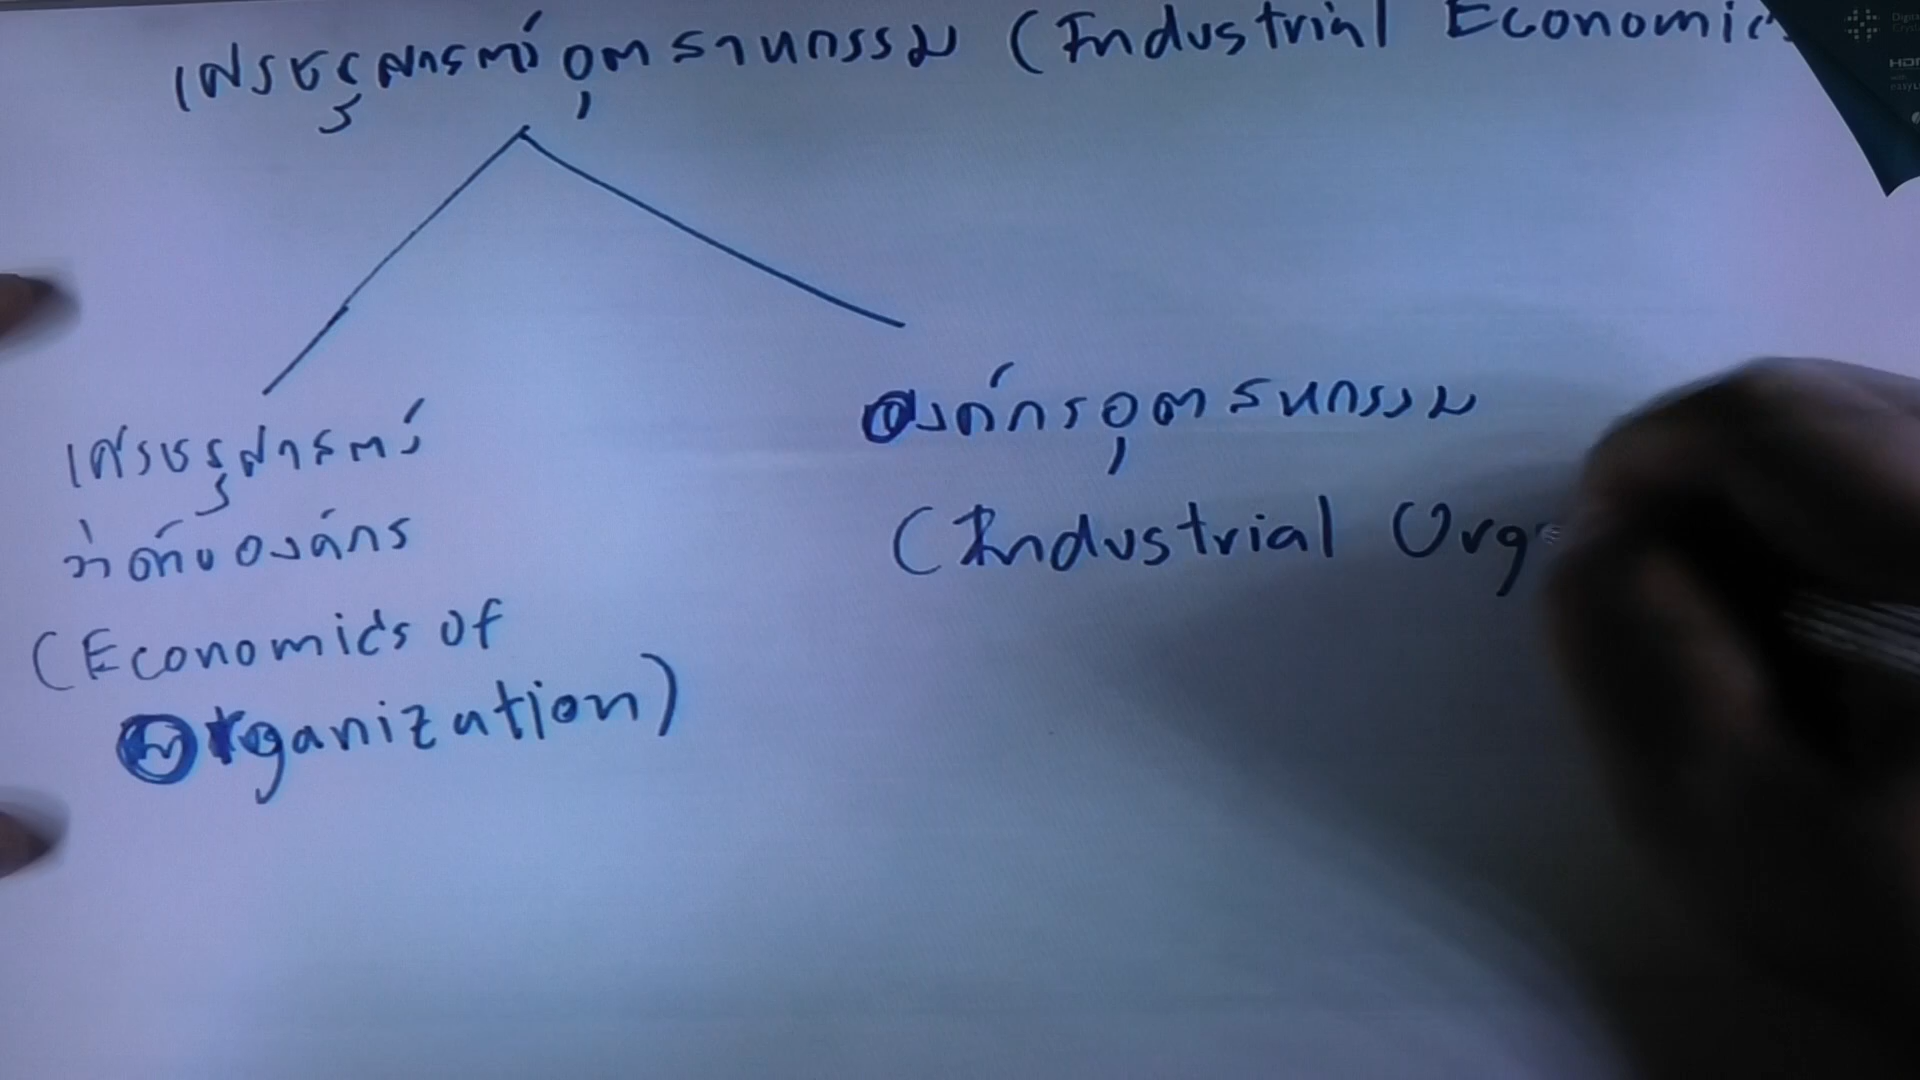 เศรษฐศาสตร์อุตสาหกรรม (Industrial Economic
เศรษฐศาสตร์
ว่าด้วยองค์กร
(Economics of
Organization)
องค์กรอุตสหกรรม
(Industrial Org
HDMI